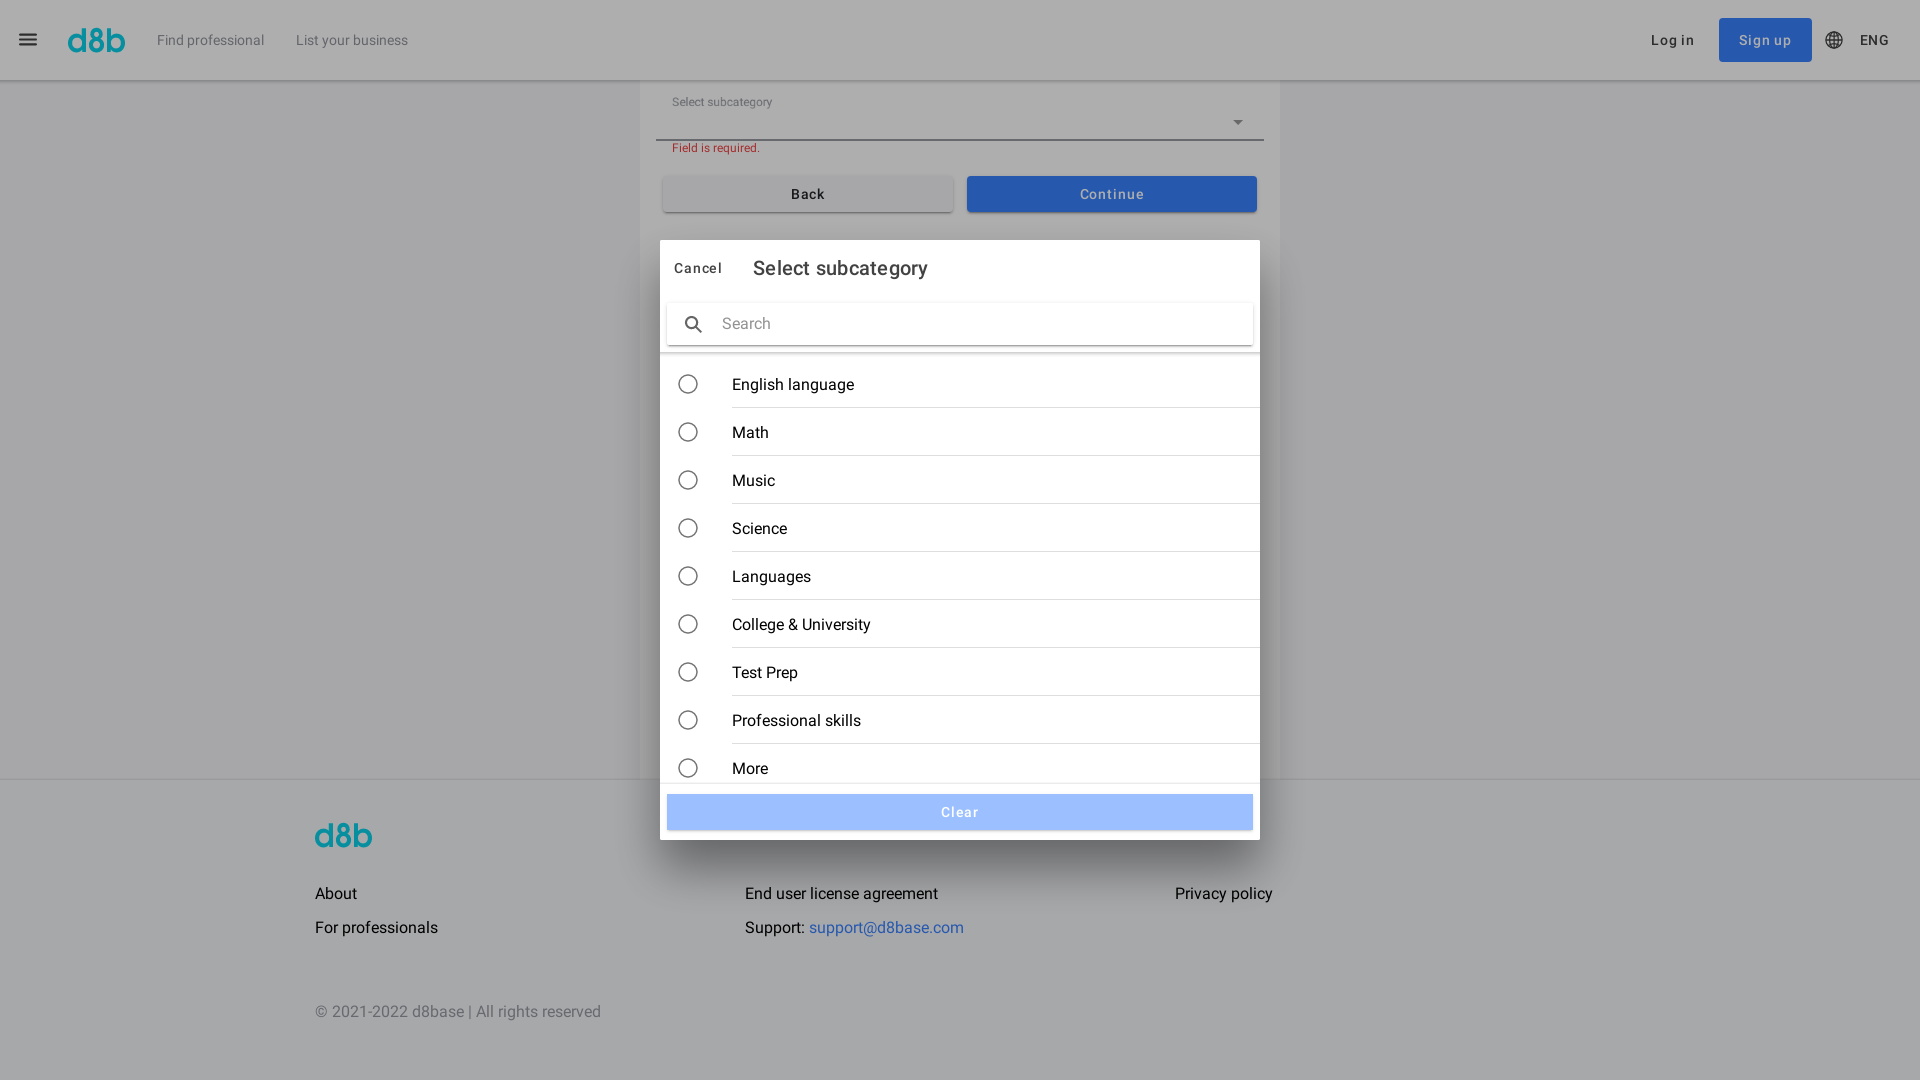 d8b Find professional List your business Log in Sign up ENG
Select subcategory
Field is required.
Back Continue
Cancel Select subcategory
Search
English language
Math
Music
Science
Languages
College & University
Test Prep
Professional skills
More
Clear
d8b
About End user license agreement Privacy policy
For professionals Support: support@d8base.com
© 2021-2022 d8base | All rights reserved